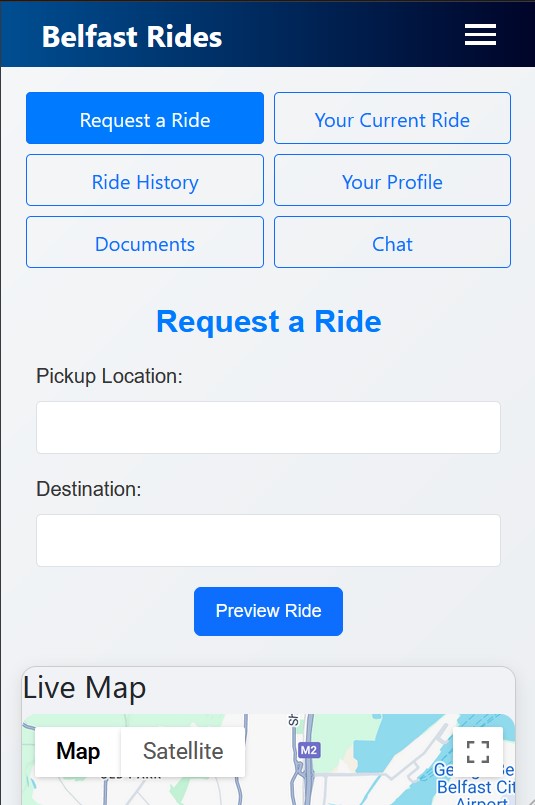 Belfast Rides
Request a Ride
Your Current Ride
Ride History
Your Profile
Documents
Chat
Request a Ride
Pickup Location:
Destination:
Preview Ride
Live Map
Map
Satellite
M2
Belfast Cit
Airport